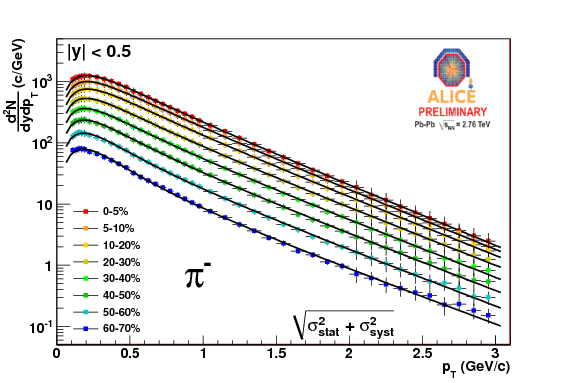 |y| < 0.5
d²N/dydp_T (c/GeV)
10³
10²
10
1
10⁻¹
ALICE
PRELIMINARY
Pb-Pb √s_NN = 2.76 TeV
0-5%
5-10%
10-20%
20-30%
30-40%
40-50%
50-60%
60-70%
π⁻
√σ²_stat + σ²_syst
0 0.5 1 1.5 2 2.5 3
p_T (GeV/c)